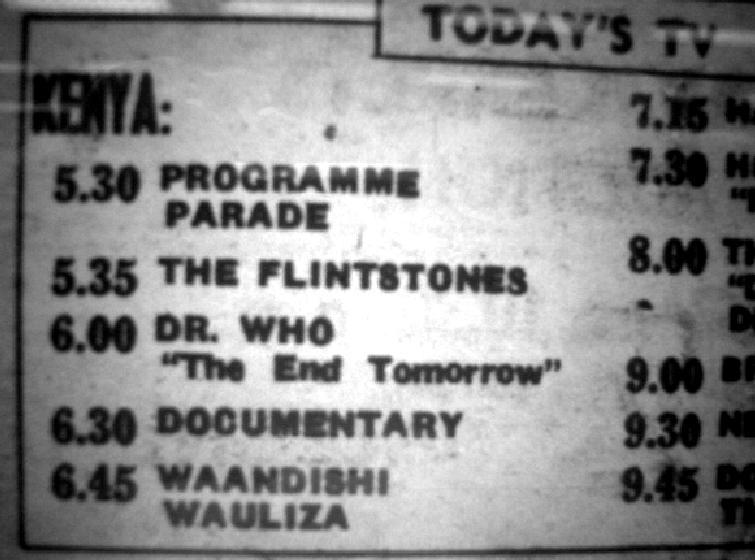 TODAY'S TV
KENYA:
5.30 PROGRAMME
PARADE
5.35 THE FLINTSTONES
6.00 DR. WHO
"The End Tomorrow"
6.30 DOCUMENTARY
6.45 WAANDISHI
WAULIZA
7.15
7.30
8.00
9.00
9.30
9.45